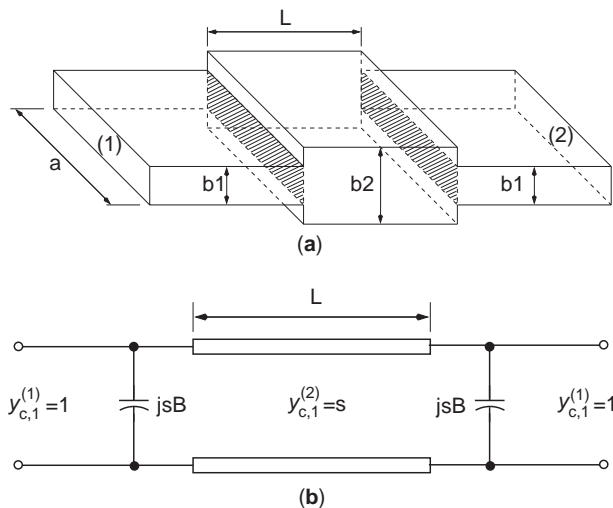 L
(1)
(2)
a
b1
b2
b1
(a)
L
y_{c,1}^{(1)}=1
jsB
y_{c,1}^{(2)}=s
jsB
y_{c,1}^{(1)}=1
(b)